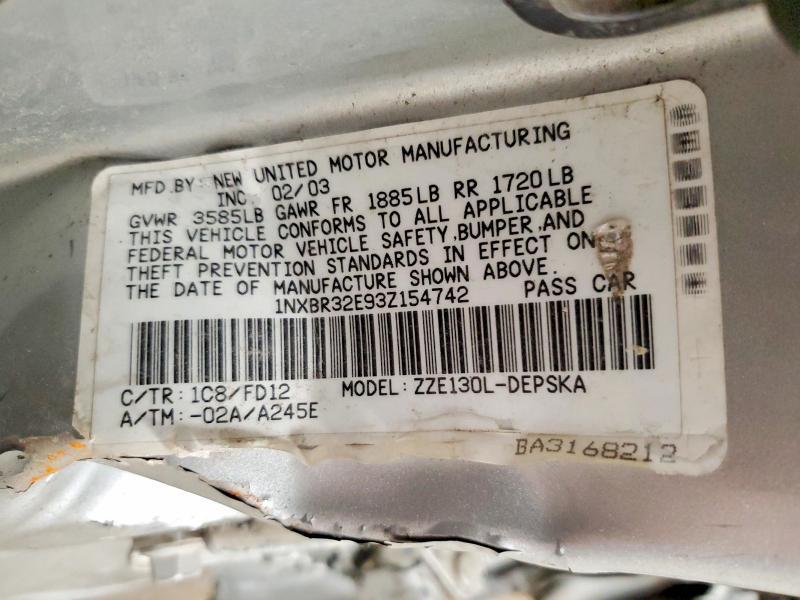 MFD.BY: NEW UNITED MOTOR MANUFACTURING
INC. 02/03
GVWR 3585LB GAWR FR 1885LB RR 1720LB
THIS VEHICLE CONFORMS TO ALL APPLICABLE
FEDERAL MOTOR VEHICLE SAFETY,BUMPER,AND
THEFT PREVENTION STANDARDS IN EFFECT ON
THE DATE OF MANUFACTURE SHOWN ABOVE.
1NXBR32E93Z154742 PASS CAR
C/TR: 1C8/FD12 MODEL: ZZE130L-DEPSKA
A/TM: -02A/A245E
BA3168212